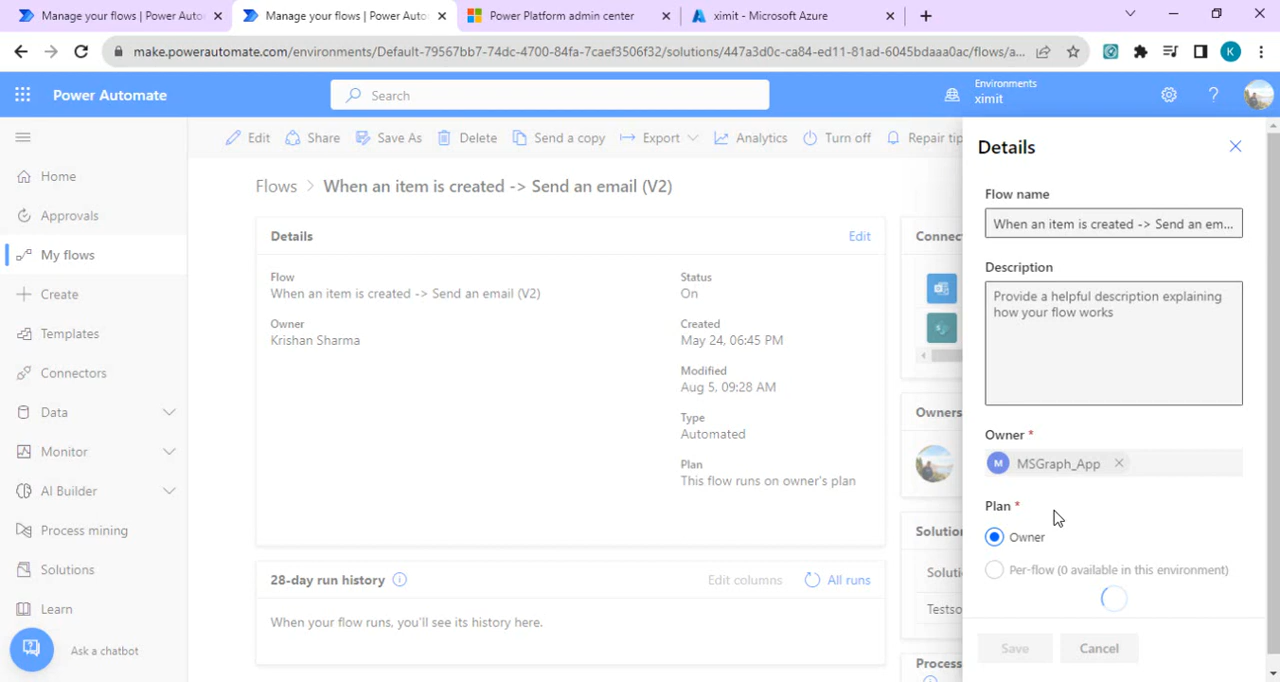 Manage your flows | Power Autom
Manage your flows | Power Autom
Power Platform admin center
ximit - Microsoft Azure
make.powerautomate.com/environments/Default-79567bb7-74dc-4700-84fa-7caef3506f32/solutions/447a3d0c-ca84-ed11-81ad-6045bdaaa0ac/flows/a...
K
Power Automate
Search
Environments
ximit
Edit
Share
Save As
Delete
Send a copy
Export
Analytics
Turn off
Repair tip
Home
Approvals
My flows
Create
Templates
Connectors
Data
Monitor
AI Builder
Process mining
Solutions
Learn
Ask a chatbot
Flows > When an item is created -> Send an email (V2)
Details
Edit
Flow
When an item is created -> Send an email (V2)
Owner
Krishan Sharma
Status
On
Created
May 24, 06:45 PM
Modified
Aug 5, 09:28 AM
Type
Automated
Plan
This flow runs on owner's plan
28-day run history
Edit columns
All runs
When your flow runs, you'll see its history here.
Connec
Owners
Solution
Soluti
Testso
Process
Details
Flow name
When an item is created -> Send an em...
Description
Provide a helpful description explaining
how your flow works
Owner *
M MSGraph_App
Plan *
Owner
Per-flow (0 available in this environment)
Save
Cancel